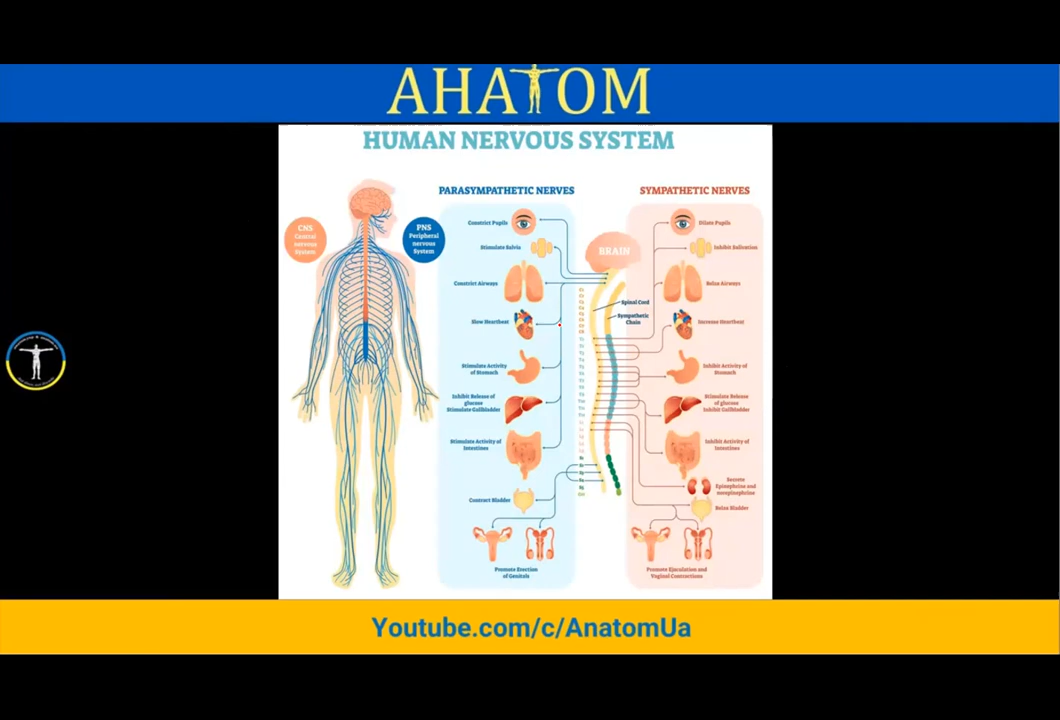 АНАТОМ
HUMAN NERVOUS SYSTEM
CNS
Central
nervous
System
PNS
Peripheral
nervous
System
PARASYMPATHETIC NERVES
Constrict Pupils
Stimulate Salvia
Constrict Airways
Slow Heartbeat
Stimulate Activity
of Stomach
Inhibit Release of
glucose
Stimulate Gallbladder
Stimulate Activity of
Intestines
Contract Bladder
Promote Erection
of Genitals
BRAIN
Spinal Cord
Sympathetic
Chain
SYMPATHETIC NERVES
Dilate Pupils
Inhibit Salivation
Relax Airways
Increase Heartbeat
Inhibit Activity of
Stomach
Stimulate Release
of glucose
Inhibit Gallbladder
Inhibit Activity of
Intestines
Secrete
Epinephrine and
norepinephrine
Relax Bladder
Promote Ejaculation and
Vaginal Contractions
Youtube.com/c/AnatomUa